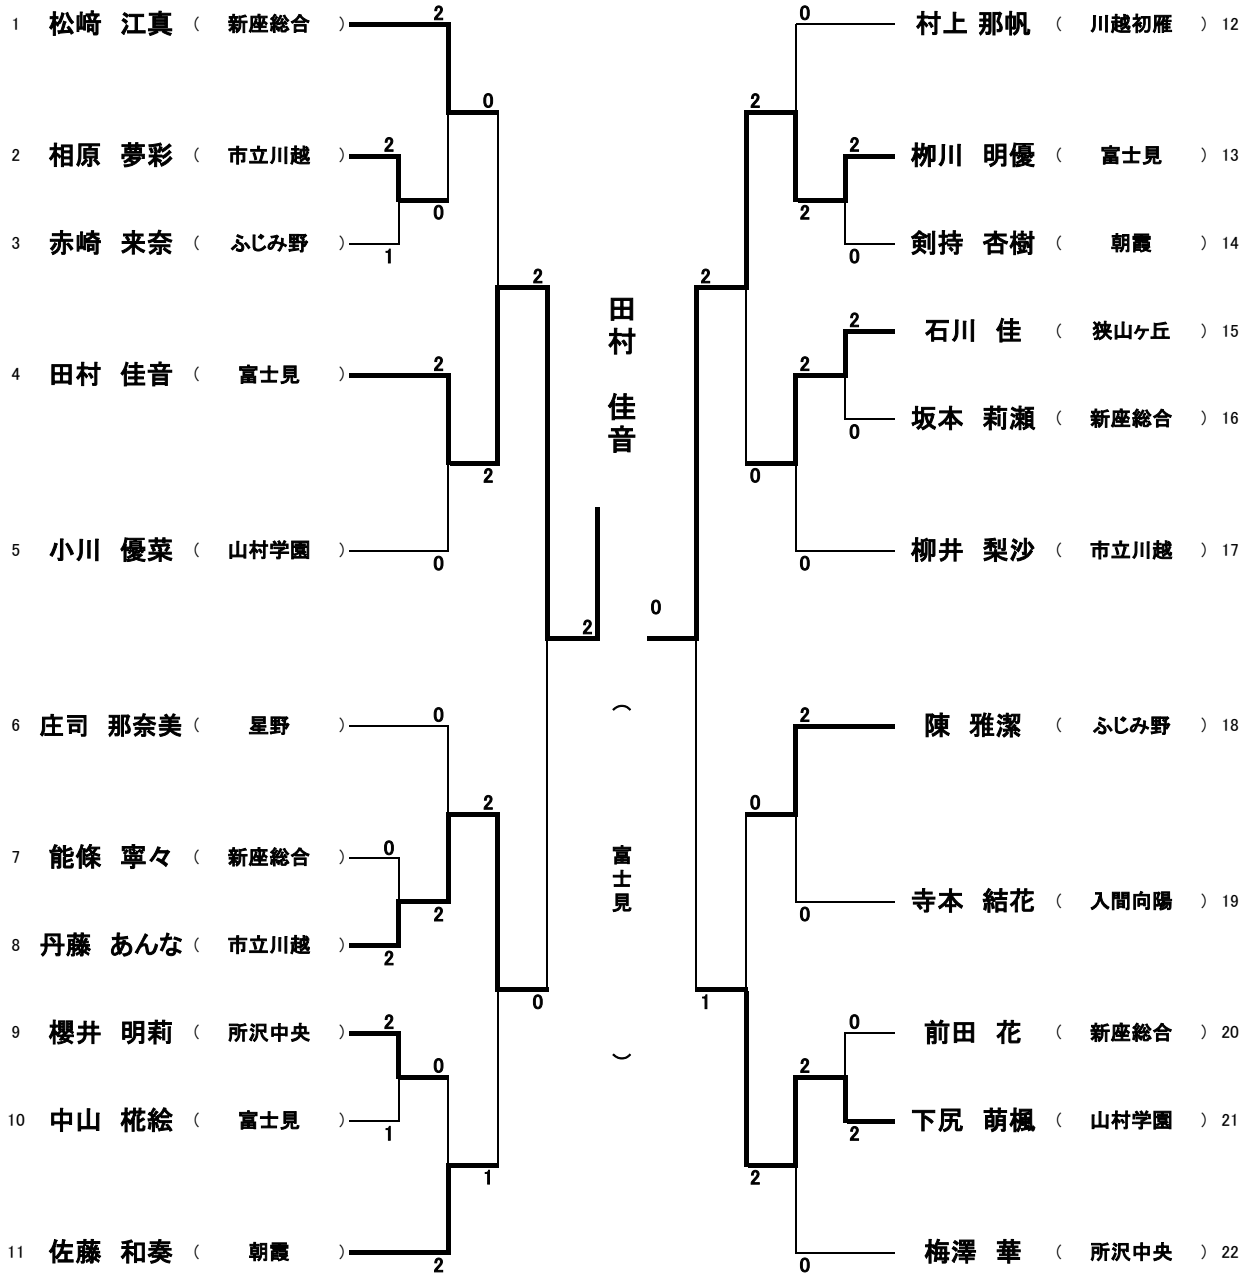 1 松﨑 江真 ( 新座総合 ) 2
0
2 相原 夢彩 ( 市立川越 ) 2
0
3 赤崎 来奈 ( ふじみ野 ) 1
2
4 田村 佳音 ( 富士見 ) 2
2
5 小川 優菜 ( 山村学園 ) 0
2
6 庄司 那奈美 ( 星野 ) 0
2
7 能條 寧々 ( 新座総合 ) 0
2
8 丹藤 あんな ( 市立川越 ) 2
0
9 櫻井 明莉 ( 所沢中央 ) 2
0
10 中山 椛絵 ( 富士見 ) 1
1
11 佐藤 和奏 ( 朝霞 ) 2
田村 佳音
( 富士見 )
0 村上 那帆 ( 川越初雁 ) 12
2
2 栁川 明優 ( 富士見 ) 13
2
0 剣持 杏樹 ( 朝霞 ) 14
2
2 石川 佳 ( 狭山ヶ丘 ) 15
2
0 坂本 莉瀬 ( 新座総合 ) 16
0
0 柳井 梨沙 ( 市立川越 ) 17
0
2 陳 雅潔 ( ふじみ野 ) 18
0
0 寺本 結花 ( 入間向陽 ) 19
1
0 前田 花 ( 新座総合 ) 20
2
2 下尻 萌楓 ( 山村学園 ) 21
2
0 梅澤 華 ( 所沢中央 ) 22